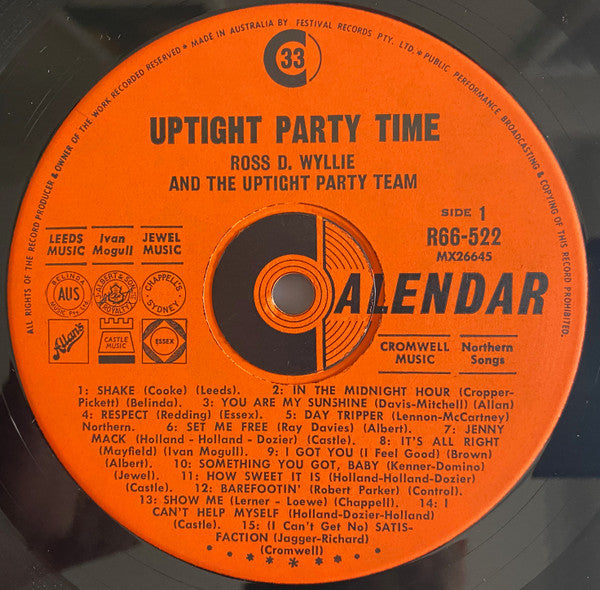 ALL RIGHTS OF THE RECORD PRODUCER & OWNER OF THE WORK RECORDED RESERVED ★ MADE IN AUSTRALIA BY FESTIVAL RECORDS PTY. LTD. ★ PUBLIC PERFORMANCE BROADCASTING & COPYING OF THIS RECORD PROHIBITED.
33
UPTIGHT PARTY TIME
ROSS D. WYLLIE
AND THE UPTIGHT PARTY TEAM
SIDE 1
R66-522
MX26645
LEEDS MUSIC
Ivan Mogull
JEWEL MUSIC
BELINDA
AUS
MUSIC Pty. Ltd.
J. ALBERT & SON
ROYALTY
CHAPPELL'S
SYDNEY
Allan's
CASTLE MUSIC
ESSEX
CALENDAR
CROMWELL MUSIC
Northern Songs
1: SHAKE (Cooke) (Leeds). 2: IN THE MIDNIGHT HOUR (Cropper-
Pickett) (Belinda). 3: YOU ARE MY SUNSHINE (Davis-Mitchell) (Allan)
4: RESPECT (Redding) (Essex). 5: DAY TRIPPER (Lennon-McCartney)
Northern. 6: SET ME FREE (Ray Davies) (Albert). 7: JENNY
MACK (Holland - Holland - Dozier) (Castle). 8: IT'S ALL RIGHT
(Mayfield) (Ivan Mogull). 9: I GOT YOU (I Feel Good) (Brown)
(Albert). 10: SOMETHING YOU GOT, BABY (Kenner-Domino)
(Jewel). 11: HOW SWEET IT IS (Holland-Holland-Dozier)
(Castle). 12: BAREFOOTIN' (Robert Parker) (Control).
13: SHOW ME (Lerner - Loewe) (Chappell). 14: I
CAN'T HELP MYSELF (Holland-Dozier-Holland)
(Castle). 15: (I Can't Get No) SATIS-
FACTION (Jagger-Richard)
(Cromwell)